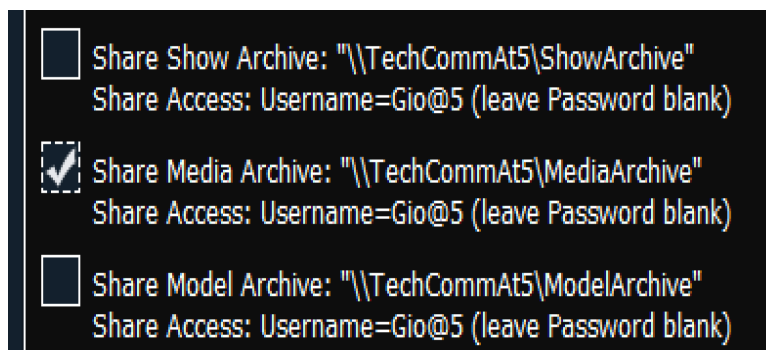 Share Show Archive: "\\TechCommAt5\ShowArchive"
Share Access: Username=Gio@5 (leave Password blank)
Share Media Archive: "\\TechCommAt5\MediaArchive"
Share Access: Username=Gio@5 (leave Password blank)
Share Model Archive: "\\TechCommAt5\ModelArchive"
Share Access: Username=Gio@5 (leave Password blank)